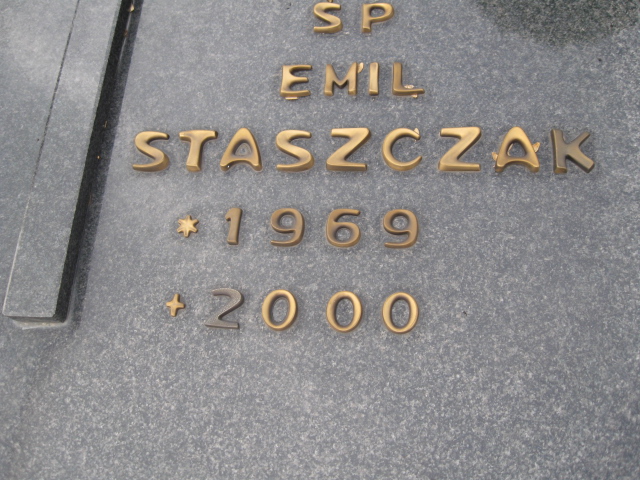 SP
EMIL
STASZCZAK
* 1969
+ 2000